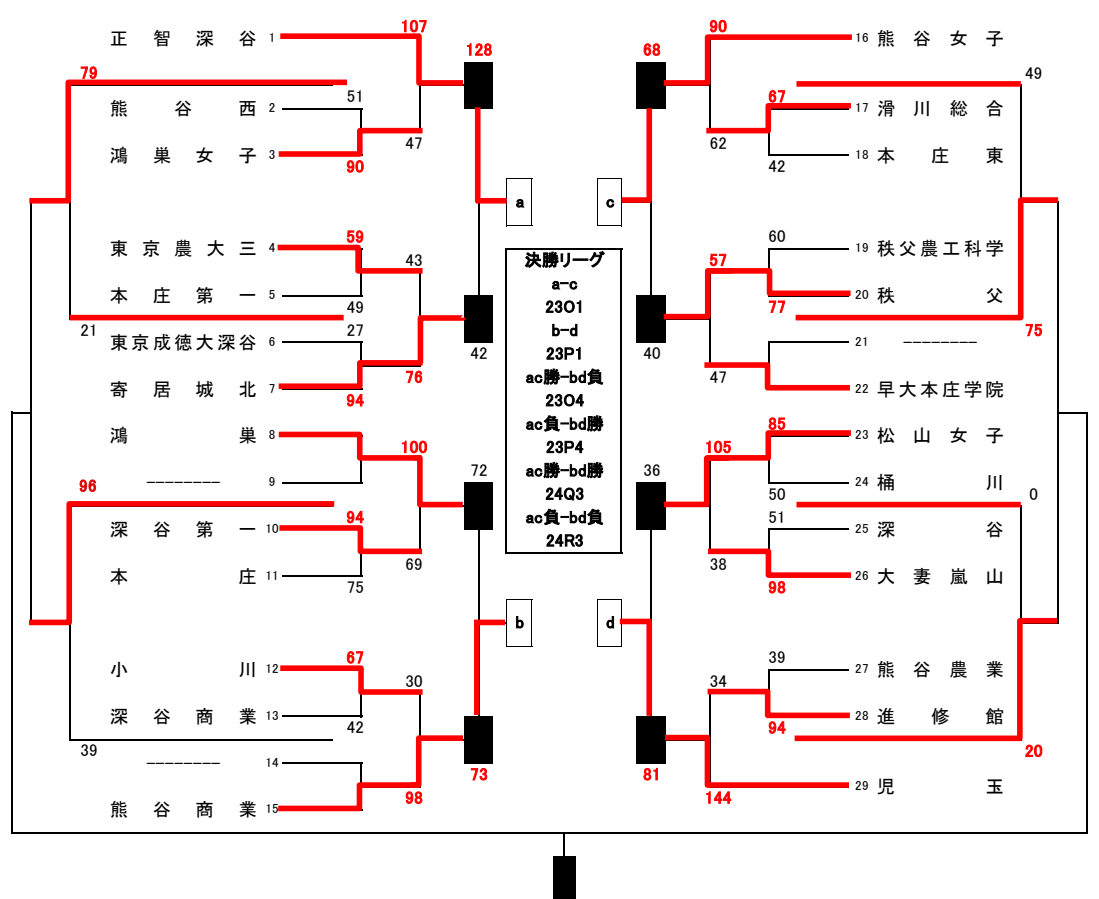 107
正智深谷 1
128
79
51
熊谷西 2
47
鴻巣女子 3
90
a
東京農大三 4
59
43
本庄第一 5
49
21
27
東京成徳大深谷 6
42
76
寄居城北 7
94
鴻巣 8
100
72
-------- 9
96
深谷第一 10
94
69
本庄 11
75
b
小川 12
67
30
深谷商業 13
42
39
-------- 14
73
98
熊谷商業 15
決勝リーグ
a-c
23O1
b-d
23P1
ac勝-bd負
23O4
ac負-bd勝
23P4
ac勝-bd勝
24Q3
ac負-bd負
24R3
90
68
16 熊谷女子
49
67
17 滑川総合
62
42
18 本庄東
c
60
19 秩父農工科学
57
77
20 秩父
75
40
21 --------
47
22 早大本庄学院
85
23 松山女子
105
36
24 桶川
50
0
51
25 深谷
38
98
26 大妻嵐山
d
39
27 熊谷農業
34
94
28 進修館
20
81
144
29 児玉